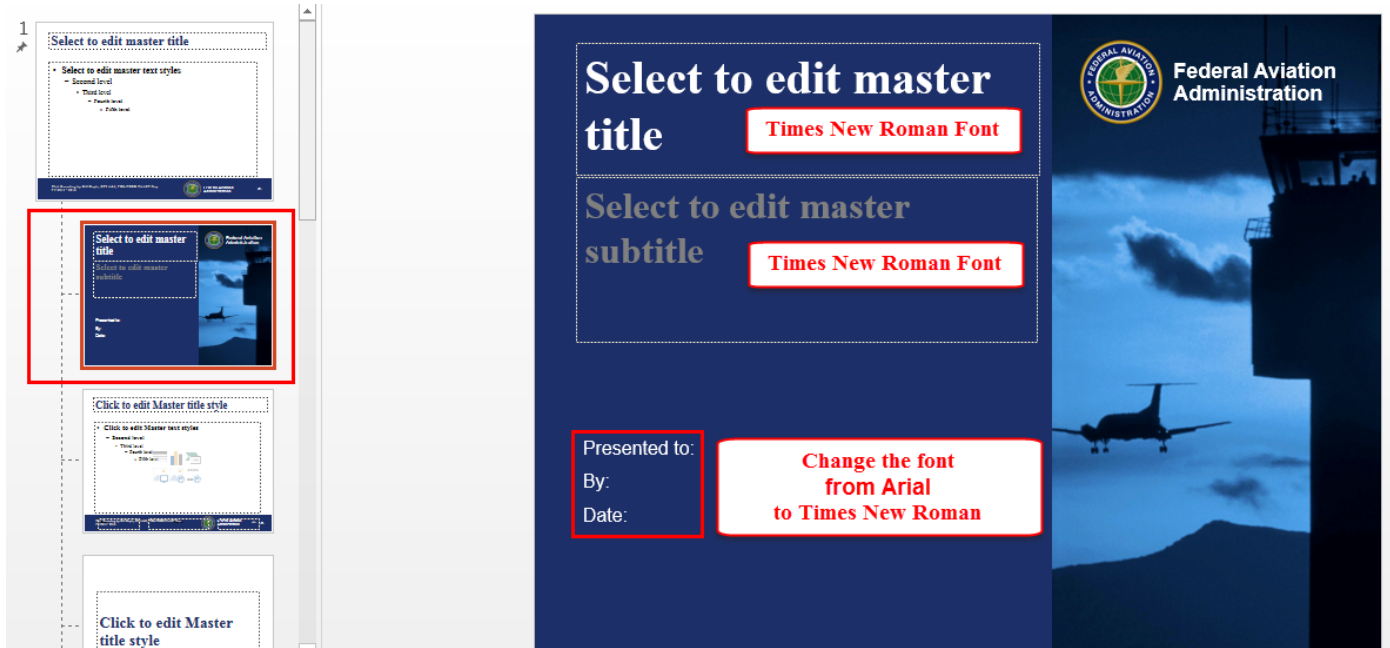 1
Select to edit master title
• Select to edit master text styles
– Second level
• Third level
– Fourth level
• Fifth level
Select to edit master
title
Federal Aviation
Administration
Select to edit master
subtitle
Presented to:
By:
Date:
Click to edit Master title style
• Click to edit Master text styles
– Second level
• Third level
– Fourth level
• Fifth level
Click to edit Master
title style
Select to edit master
title
Times New Roman Font
Select to edit master
subtitle
Times New Roman Font
Presented to:
By:
Date:
Change the font
from Arial
to Times New Roman
FEDERAL AVIATION
ADMINISTRATION
Federal Aviation
Administration